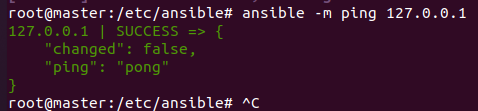 root@master:/etc/ansible# ansible -m ping 127.0.0.1
127.0.0.1 | SUCCESS => {
    "changed": false,
    "ping": "pong"
}
root@master:/etc/ansible# ^C